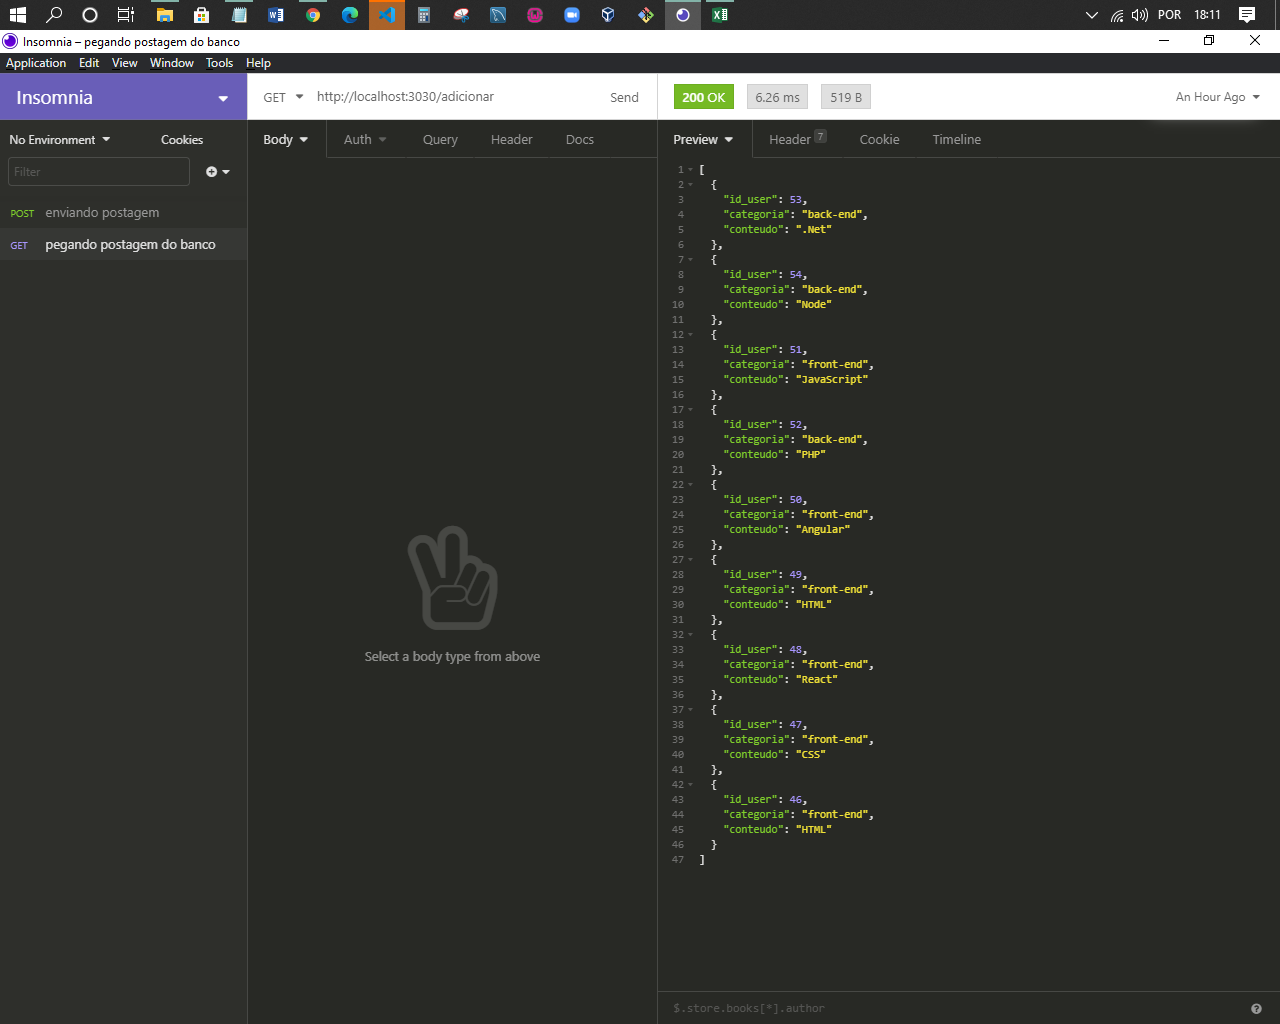 POR 18:11
Insomnia – pegando postagem do banco
Application Edit View Window Tools Help
Insomnia
GET http://localhost:3030/adicionar Send
200 OK 6.26 ms 519 B An Hour Ago
No Environment Cookies
Body Auth Query Header Docs
Preview Header 7 Cookie Timeline
Filter
POST enviando postagem
GET pegando postagem do banco
Select a body type from above
1 [
2 {
3 "id_user": 53,
4 "categoria": "back-end",
5 "conteudo": ".Net"
6 },
7 {
8 "id_user": 54,
9 "categoria": "back-end",
10 "conteudo": "Node"
11 },
12 {
13 "id_user": 51,
14 "categoria": "front-end",
15 "conteudo": "JavaScript"
16 },
17 {
18 "id_user": 52,
19 "categoria": "back-end",
20 "conteudo": "PHP"
21 },
22 {
23 "id_user": 50,
24 "categoria": "front-end",
25 "conteudo": "Angular"
26 },
27 {
28 "id_user": 49,
29 "categoria": "front-end",
30 "conteudo": "HTML"
31 },
32 {
33 "id_user": 48,
34 "categoria": "front-end",
35 "conteudo": "React"
36 },
37 {
38 "id_user": 47,
39 "categoria": "front-end",
40 "conteudo": "CSS"
41 },
42 {
43 "id_user": 46,
44 "categoria": "front-end",
45 "conteudo": "HTML"
46 }
47 ]
$.store.books[*].author